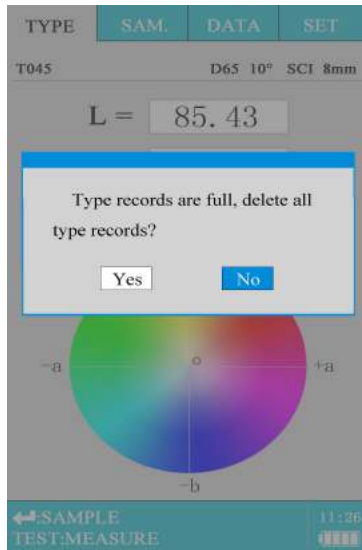 TYPE SAM. DATA SET
T045 D65 10° SCI 8mm
L = 85.43
Type records are full, delete all
type records?
Yes No
-a +a
-b
:SAMPLE 11:26
TEST:MEASURE